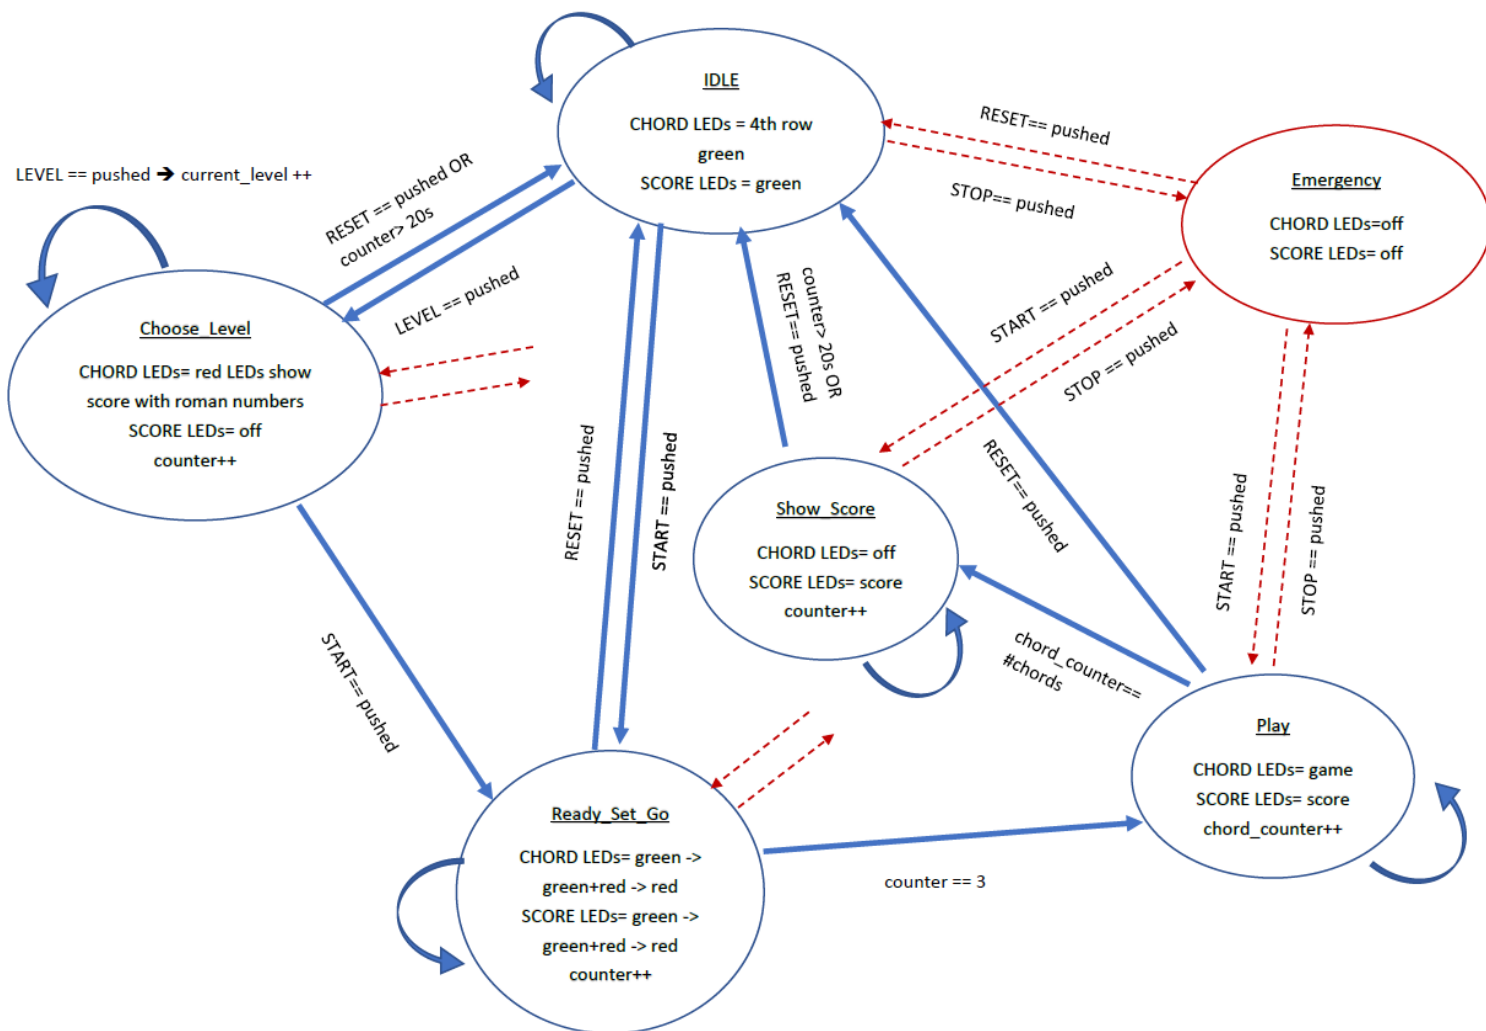 IDLE
CHORD LEDs = 4th row
green
SCORE LEDs = green
RESET== pushed
STOP== pushed
Emergency
CHORD LEDs=off
SCORE LEDs= off
LEVEL == pushed ➔ current_level ++
RESET == pushed OR
counter> 20s
LEVEL == pushed
Choose_Level
CHORD LEDs= red LEDs show
score with roman numbers
SCORE LEDs= off
counter++
counter> 20s OR
RESET== pushed
START == pushed
STOP == pushed
RESET == pushed
START == pushed
RESET== pushed
Show_Score
CHORD LEDs= off
SCORE LEDs= score
counter++
START == pushed
STOP == pushed
START== pushed
chord_counter==
#chords
Play
CHORD LEDs= game
SCORE LEDs= score
chord_counter++
Ready_Set_Go
CHORD LEDs= green ->
green+red -> red
SCORE LEDs= green ->
green+red -> red
counter++
counter == 3